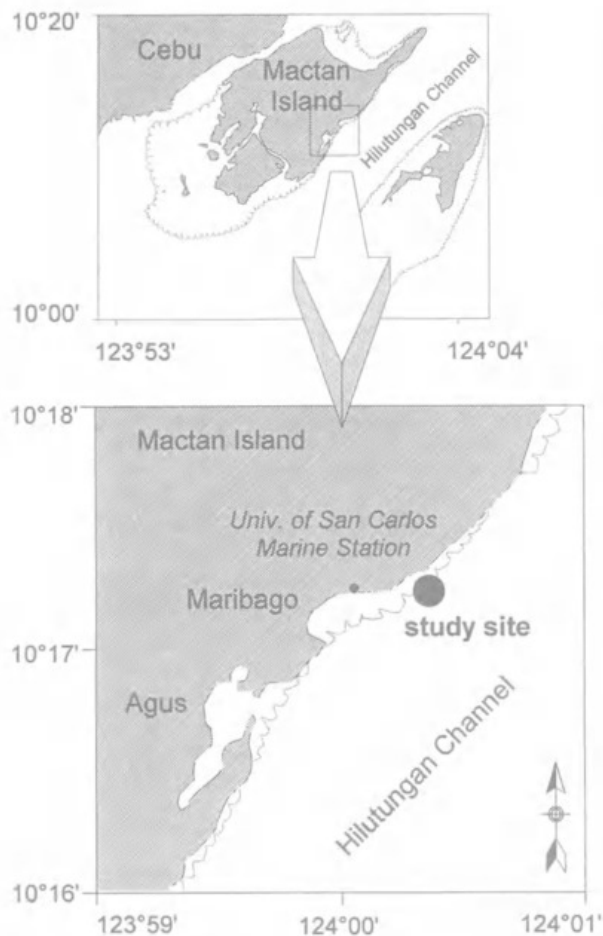 10°20'
Cebu
Mactan
Island
Hilutungan Channel
10°00'
123°53'
124°04'
10°18'
Mactan Island
Univ. of San Carlos
Marine Station
Maribago
study site
10°17'
Agus
Hilutungan Channel
10°16'
123°59'
124°00'
124°01'